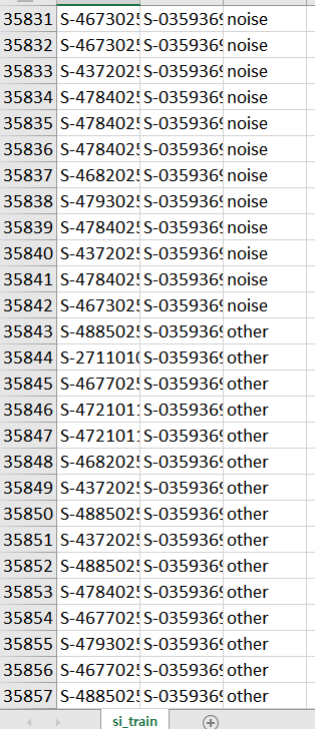 35831 S-467302 S-035936 noise
35832 S-467302 S-035936 noise
35833 S-437202 S-035936 noise
35834 S-478402 S-035936 noise
35835 S-478402 S-035936 noise
35836 S-478402 S-035936 noise
35837 S-468202 S-035936 noise
35838 S-479302 S-035936 noise
35839 S-478402 S-035936 noise
35840 S-437202 S-035936 noise
35841 S-478402 S-035936 noise
35842 S-467302 S-035936 noise
35843 S-488502 S-035936 other
35844 S-271101 S-035936 other
35845 S-467702 S-035936 other
35846 S-472101 S-035936 other
35847 S-472101 S-035936 other
35848 S-468202 S-035936 other
35849 S-437202 S-035936 other
35850 S-488502 S-035936 other
35851 S-437202 S-035936 other
35852 S-488502 S-035936 other
35853 S-478402 S-035936 other
35854 S-467702 S-035936 other
35855 S-479302 S-035936 other
35856 S-467702 S-035936 other
35857 S-488502 S-035936 other
si_train